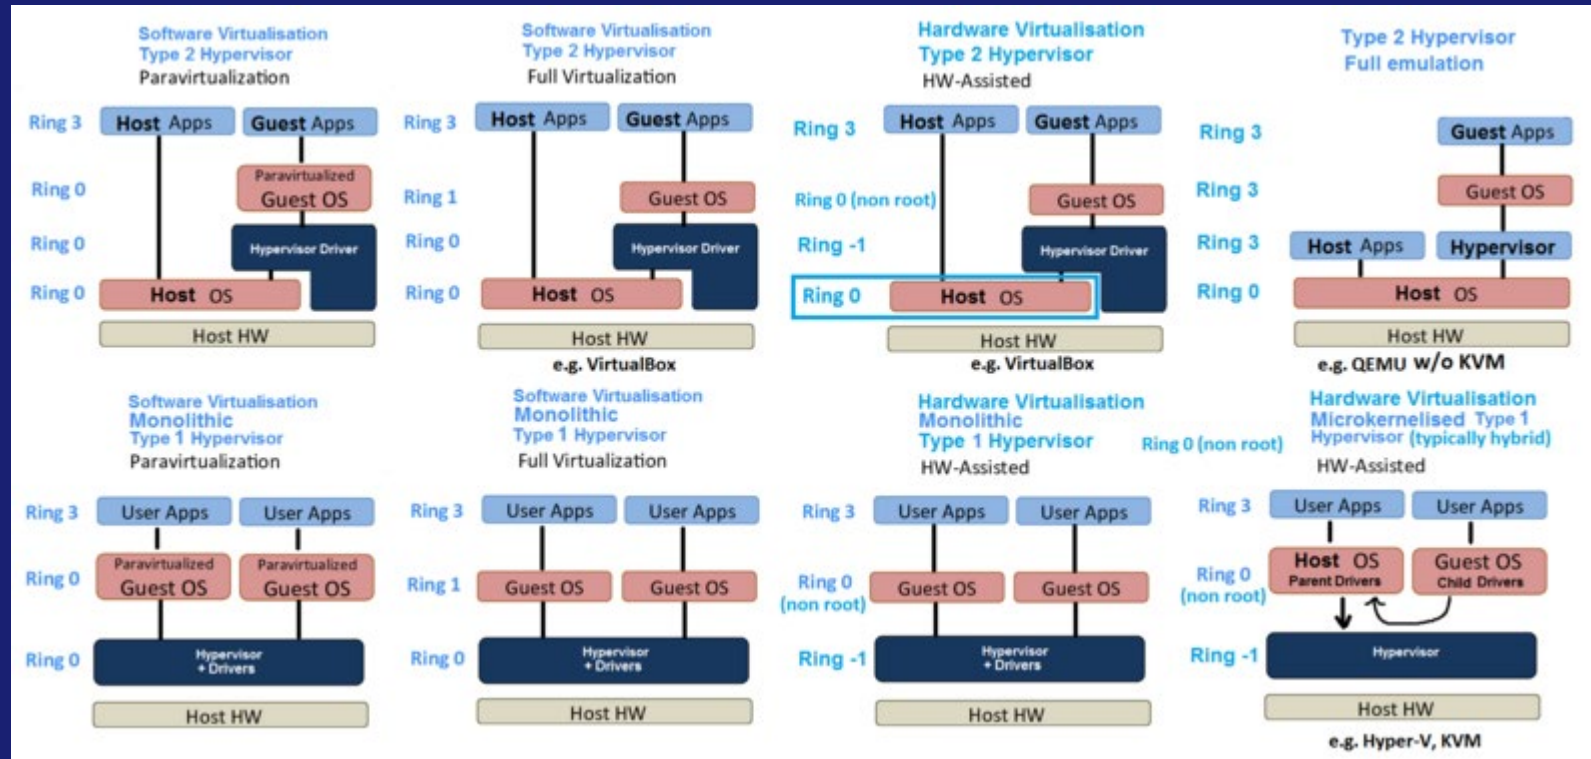 Software Virtualisation
Type 2 Hypervisor
Paravirtualization
Ring 3
Host Apps
Guest Apps
Ring 0
Paravirtualized
Guest OS
Ring 0
Hypervisor Driver
Ring 0
Host OS
Host HW
Software Virtualisation
Type 2 Hypervisor
Full Virtualization
Ring 3
Host Apps
Guest Apps
Ring 1
Guest OS
Ring 0
Hypervisor Driver
Ring 0
Host OS
Host HW
e.g. VirtualBox
Hardware Virtualisation
Type 2 Hypervisor
HW-Assisted
Ring 3
Host Apps
Guest Apps
Ring 0 (non root)
Guest OS
Ring -1
Hypervisor Driver
Ring 0
Host OS
Host HW
e.g. VirtualBox
Type 2 Hypervisor
Full emulation
Ring 3
Guest Apps
Ring 3
Guest OS
Ring 3
Host Apps
Hypervisor
Ring 0
Host OS
Host HW
e.g. QEMU w/o KVM
Software Virtualisation
Monolithic
Type 1 Hypervisor
Paravirtualization
Ring 3
User Apps
User Apps
Ring 0
Paravirtualized
Guest OS
Paravirtualized
Guest OS
Ring 0
Hypervisor
+ Drivers
Host HW
Software Virtualisation
Monolithic
Type 1 Hypervisor
Full Virtualization
Ring 3
User Apps
User Apps
Ring 1
Guest OS
Guest OS
Ring 0
Hypervisor
+ Drivers
Host HW
Hardware Virtualisation
Monolithic
Type 1 Hypervisor
HW-Assisted
Ring 3
User Apps
User Apps
Ring 0
(non root)
Guest OS
Guest OS
Ring -1
Hypervisor
+ Drivers
Host HW
Hardware Virtualisation
Microkernelised Type 1
Hypervisor (typically hybrid)
Ring 0 (non root)
HW-Assisted
Ring 3
User Apps
User Apps
Ring 0
(non root)
Host OS
Parent Drivers
Guest OS
Child Drivers
Ring -1
Hypervisor
Host HW
e.g. Hyper-V, KVM